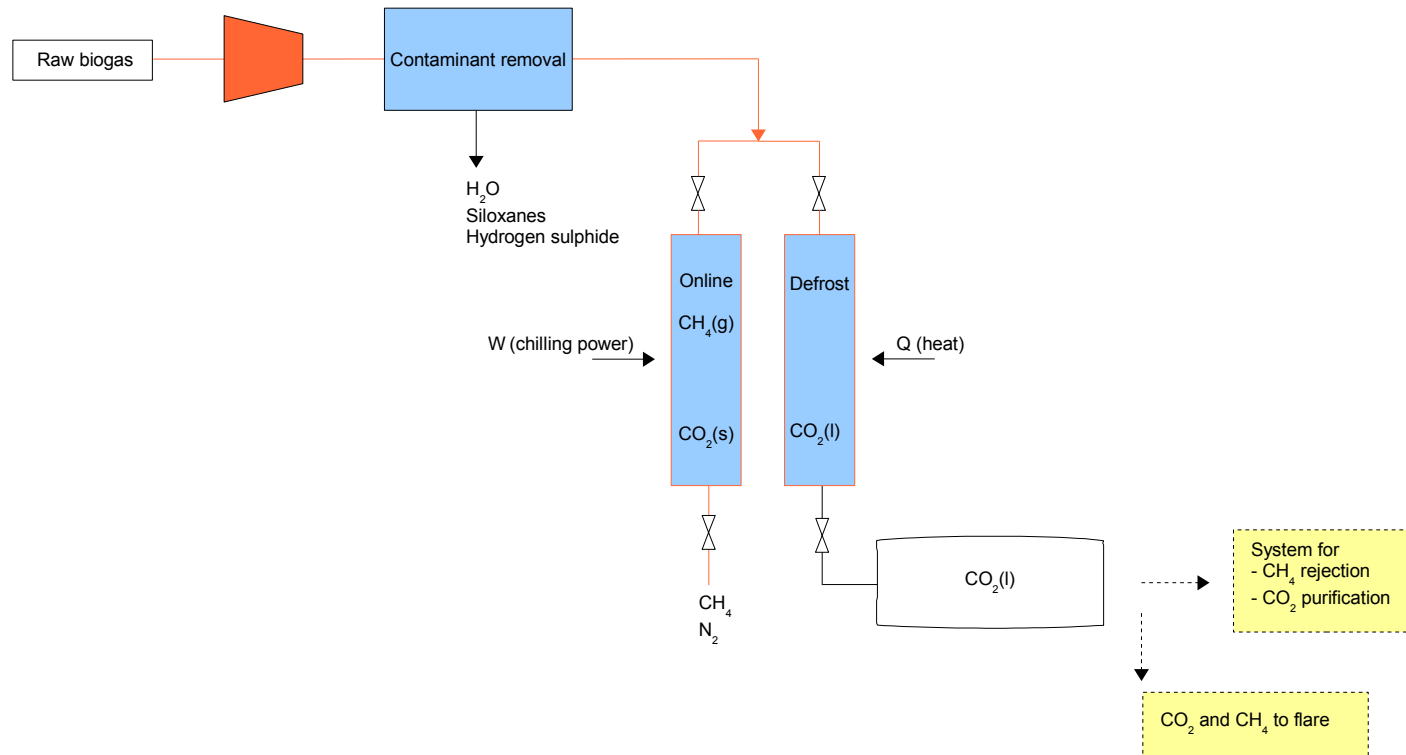 Raw biogas
Contaminant removal
H₂O
Siloxanes
Hydrogen sulphide
Online
CH₄(g)
CO₂(s)
Defrost
CO₂(l)
W (chilling power)
Q (heat)
CH₄
N₂
CO₂(l)
System for
- CH₄ rejection
- CO₂ purification
CO₂ and CH₄ to flare